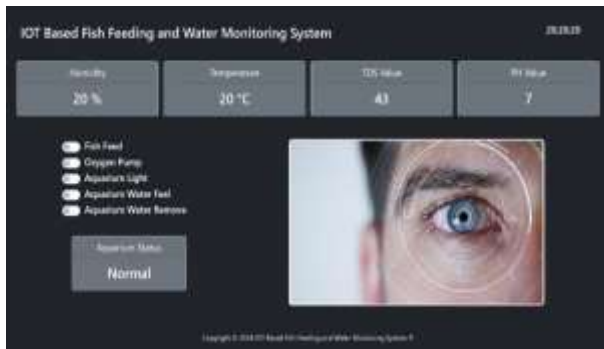 IOT Based Fish Feeding and Water Monitoring System
Humidity
20 %
Temperature
20 °C
TDS Value
43
PH Value
7
Fish Feed
Oxygen Pump
Aquarium Light
Aquarium Water Feel
Aquarium Water Remove
Aquarium Status
Normal